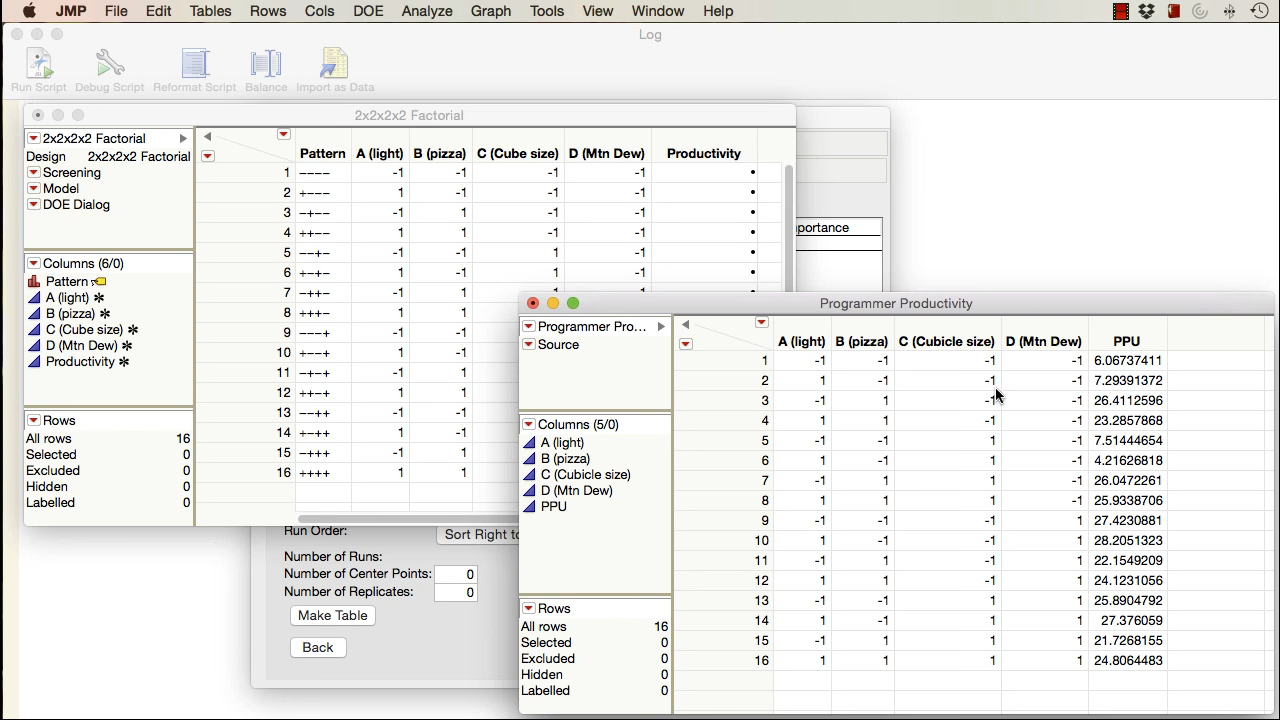 JMP File Edit Tables Rows Cols DOE Analyze Graph Tools View Window Help
Log
Run Script Debug Script Reformat Script Balance Import as Data
2x2x2x2 Factorial
2x2x2x2 Factorial
Design 2x2x2x2 Factorial
Screening
Model
DOE Dialog
Columns (6/0)
Pattern
A (light) *
B (pizza) *
C (Cube size) *
D (Mtn Dew) *
Productivity *
Rows
All rows 16
Selected 0
Excluded 0
Hidden 0
Labelled 0
Pattern A (light) B (pizza) C (Cube size) D (Mtn Dew) Productivity
1 −−−− -1 -1 -1 -1 •
2 +−−− 1 -1 -1 -1 •
3 −+−− -1 1 -1 -1 •
4 ++−− 1 1 -1 -1 •
5 −−+− -1 -1 1 -1 •
6 +−+− 1 -1 1 -1 •
7 −++− -1 1 1 -1 •
8 +++− 1 1
9 −−−+ -1 -1
10 +−−+ 1 -1
11 −+−+ -1 1
12 ++−+ 1 1
13 −−++ -1 -1
14 +−++ 1 -1
15 −+++ -1 1
16 ++++ 1 1
portance
Run Order: Sort Right to
Number of Runs:
Number of Center Points: 0
Number of Replicates: 0
Make Table
Back
Programmer Productivity
Programmer Pro...
Source
Columns (5/0)
A (light)
B (pizza)
C (Cubicle size)
D (Mtn Dew)
PPU
Rows
All rows 16
Selected 0
Excluded 0
Hidden 0
Labelled 0
A (light) B (pizza) C (Cubicle size) D (Mtn Dew) PPU
1 -1 -1 -1 -1 6.06737411
2 1 -1 -1 -1 7.29391372
3 -1 1 -1 -1 26.4112596
4 1 1 -1 -1 23.2857868
5 -1 -1 1 -1 7.51444654
6 1 -1 1 -1 4.21626818
7 -1 1 1 -1 26.0472261
8 1 1 1 -1 25.9338706
9 -1 -1 -1 1 27.4230881
10 1 -1 -1 1 28.2051323
11 -1 1 -1 1 22.1549209
12 1 1 -1 1 24.1231056
13 -1 -1 1 1 25.8904792
14 1 -1 1 1 27.376059
15 -1 1 1 1 21.7268155
16 1 1 1 1 24.8064483